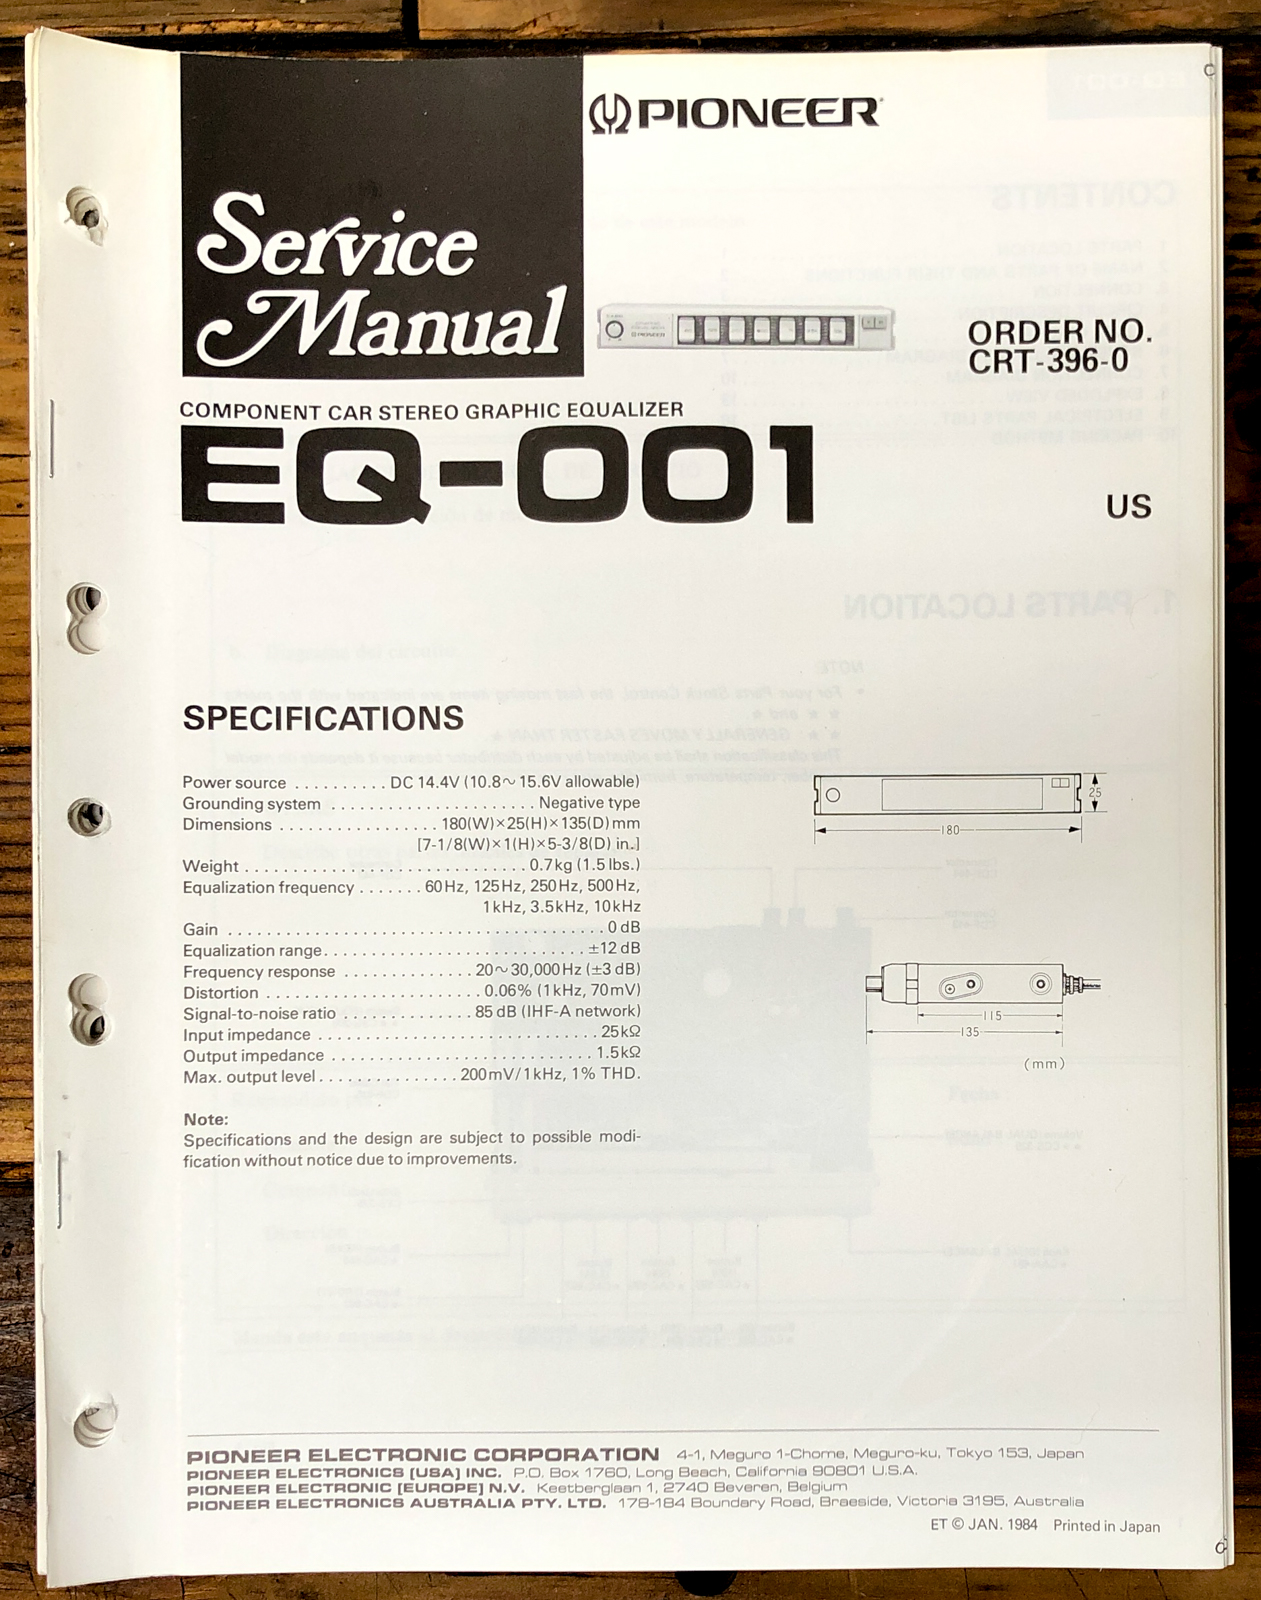 PIONEER
Service
Manual
PIONEER
ORDER NO.
CRT-396-0
COMPONENT CAR STEREO GRAPHIC EQUALIZER
EQ-001
US
SPECIFICATIONS
Power source . . . . . . . . . . DC 14.4V (10.8～15.6V allowable)
Grounding system . . . . . . . . . . . . . . . . . . . . . . Negative type
Dimensions . . . . . . . . . . . . . . . . . 180(W)×25(H)×135(D) mm
[7-1/8(W)×1(H)×5-3/8(D) in.]
Weight . . . . . . . . . . . . . . . . . . . . . . . . . . . . . 0.7kg (1.5 lbs.)
Equalization frequency . . . . . . . 60Hz, 125Hz, 250Hz, 500Hz,
1kHz, 3.5kHz, 10kHz
Gain . . . . . . . . . . . . . . . . . . . . . . . . . . . . . . . . . . . . . . . . 0 dB
Equalization range . . . . . . . . . . . . . . . . . . . . . . . . . . . . ±12 dB
Frequency response . . . . . . . . . . . . . . 20～30,000Hz (±3 dB)
Distortion . . . . . . . . . . . . . . . . . . . . . . . 0.06% (1kHz, 70mV)
Signal-to-noise ratio . . . . . . . . . . . . . . 85 dB (IHF-A network)
Input impedance . . . . . . . . . . . . . . . . . . . . . . . . . . . . . . 25kΩ
Output impedance . . . . . . . . . . . . . . . . . . . . . . . . . . . . 1.5kΩ
Max. output level . . . . . . . . . . . . . . . 200mV/1kHz, 1% THD.
25
180
115
135
(mm)
Note:
Specifications and the design are subject to possible modi-
fication without notice due to improvements.
PIONEER ELECTRONIC CORPORATION 4-1, Meguro 1-Chome, Meguro-ku, Tokyo 153, Japan
PIONEER ELECTRONICS [USA] INC. P.O. Box 1760, Long Beach, California 90801 U.S.A.
PIONEER ELECTRONIC [EUROPE] N.V. Keetberglaan 1, 2740 Beveren, Belgium
PIONEER ELECTRONICS AUSTRALIA PTY. LTD. 178-184 Boundary Road, Braeside, Victoria 3195, Australia
ET © JAN. 1984 Printed in Japan